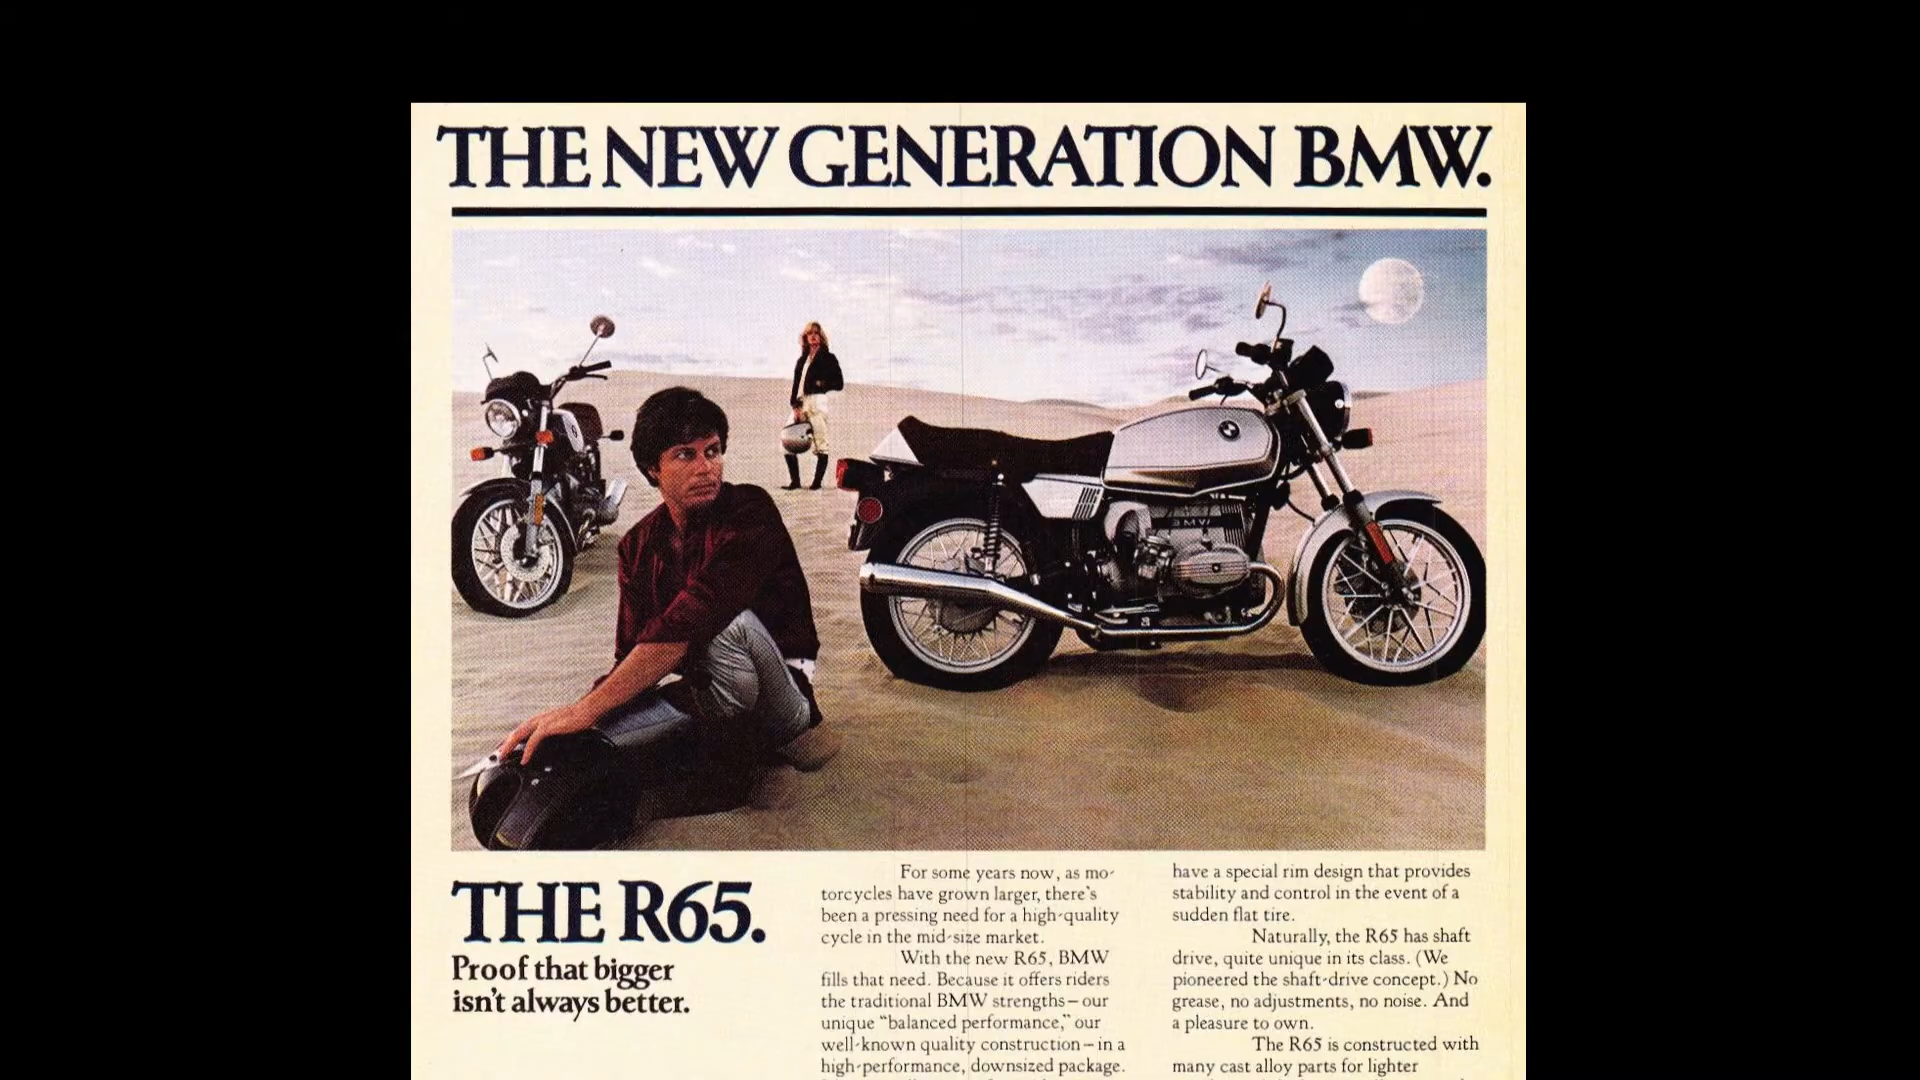 THE NEW GENERATION BMW.
BMW
THE R65.
Proof that bigger
isn't always better.
For some years now, as mo-
torcycles have grown larger, there's
been a pressing need for a high-quality
cycle in the mid-size market.
With the new R65, BMW
fills that need. Because it offers riders
the traditional BMW strengths—our
unique "balanced performance," our
well-known quality construction—in a
high-performance, downsized package.
have a special rim design that provides
stability and control in the event of a
sudden flat tire.
Naturally, the R65 has shaft
drive, quite unique in its class. (We
pioneered the shaft-drive concept.) No
grease, no adjustments, no noise. And
a pleasure to own.
The R65 is constructed with
many cast alloy parts for lighter